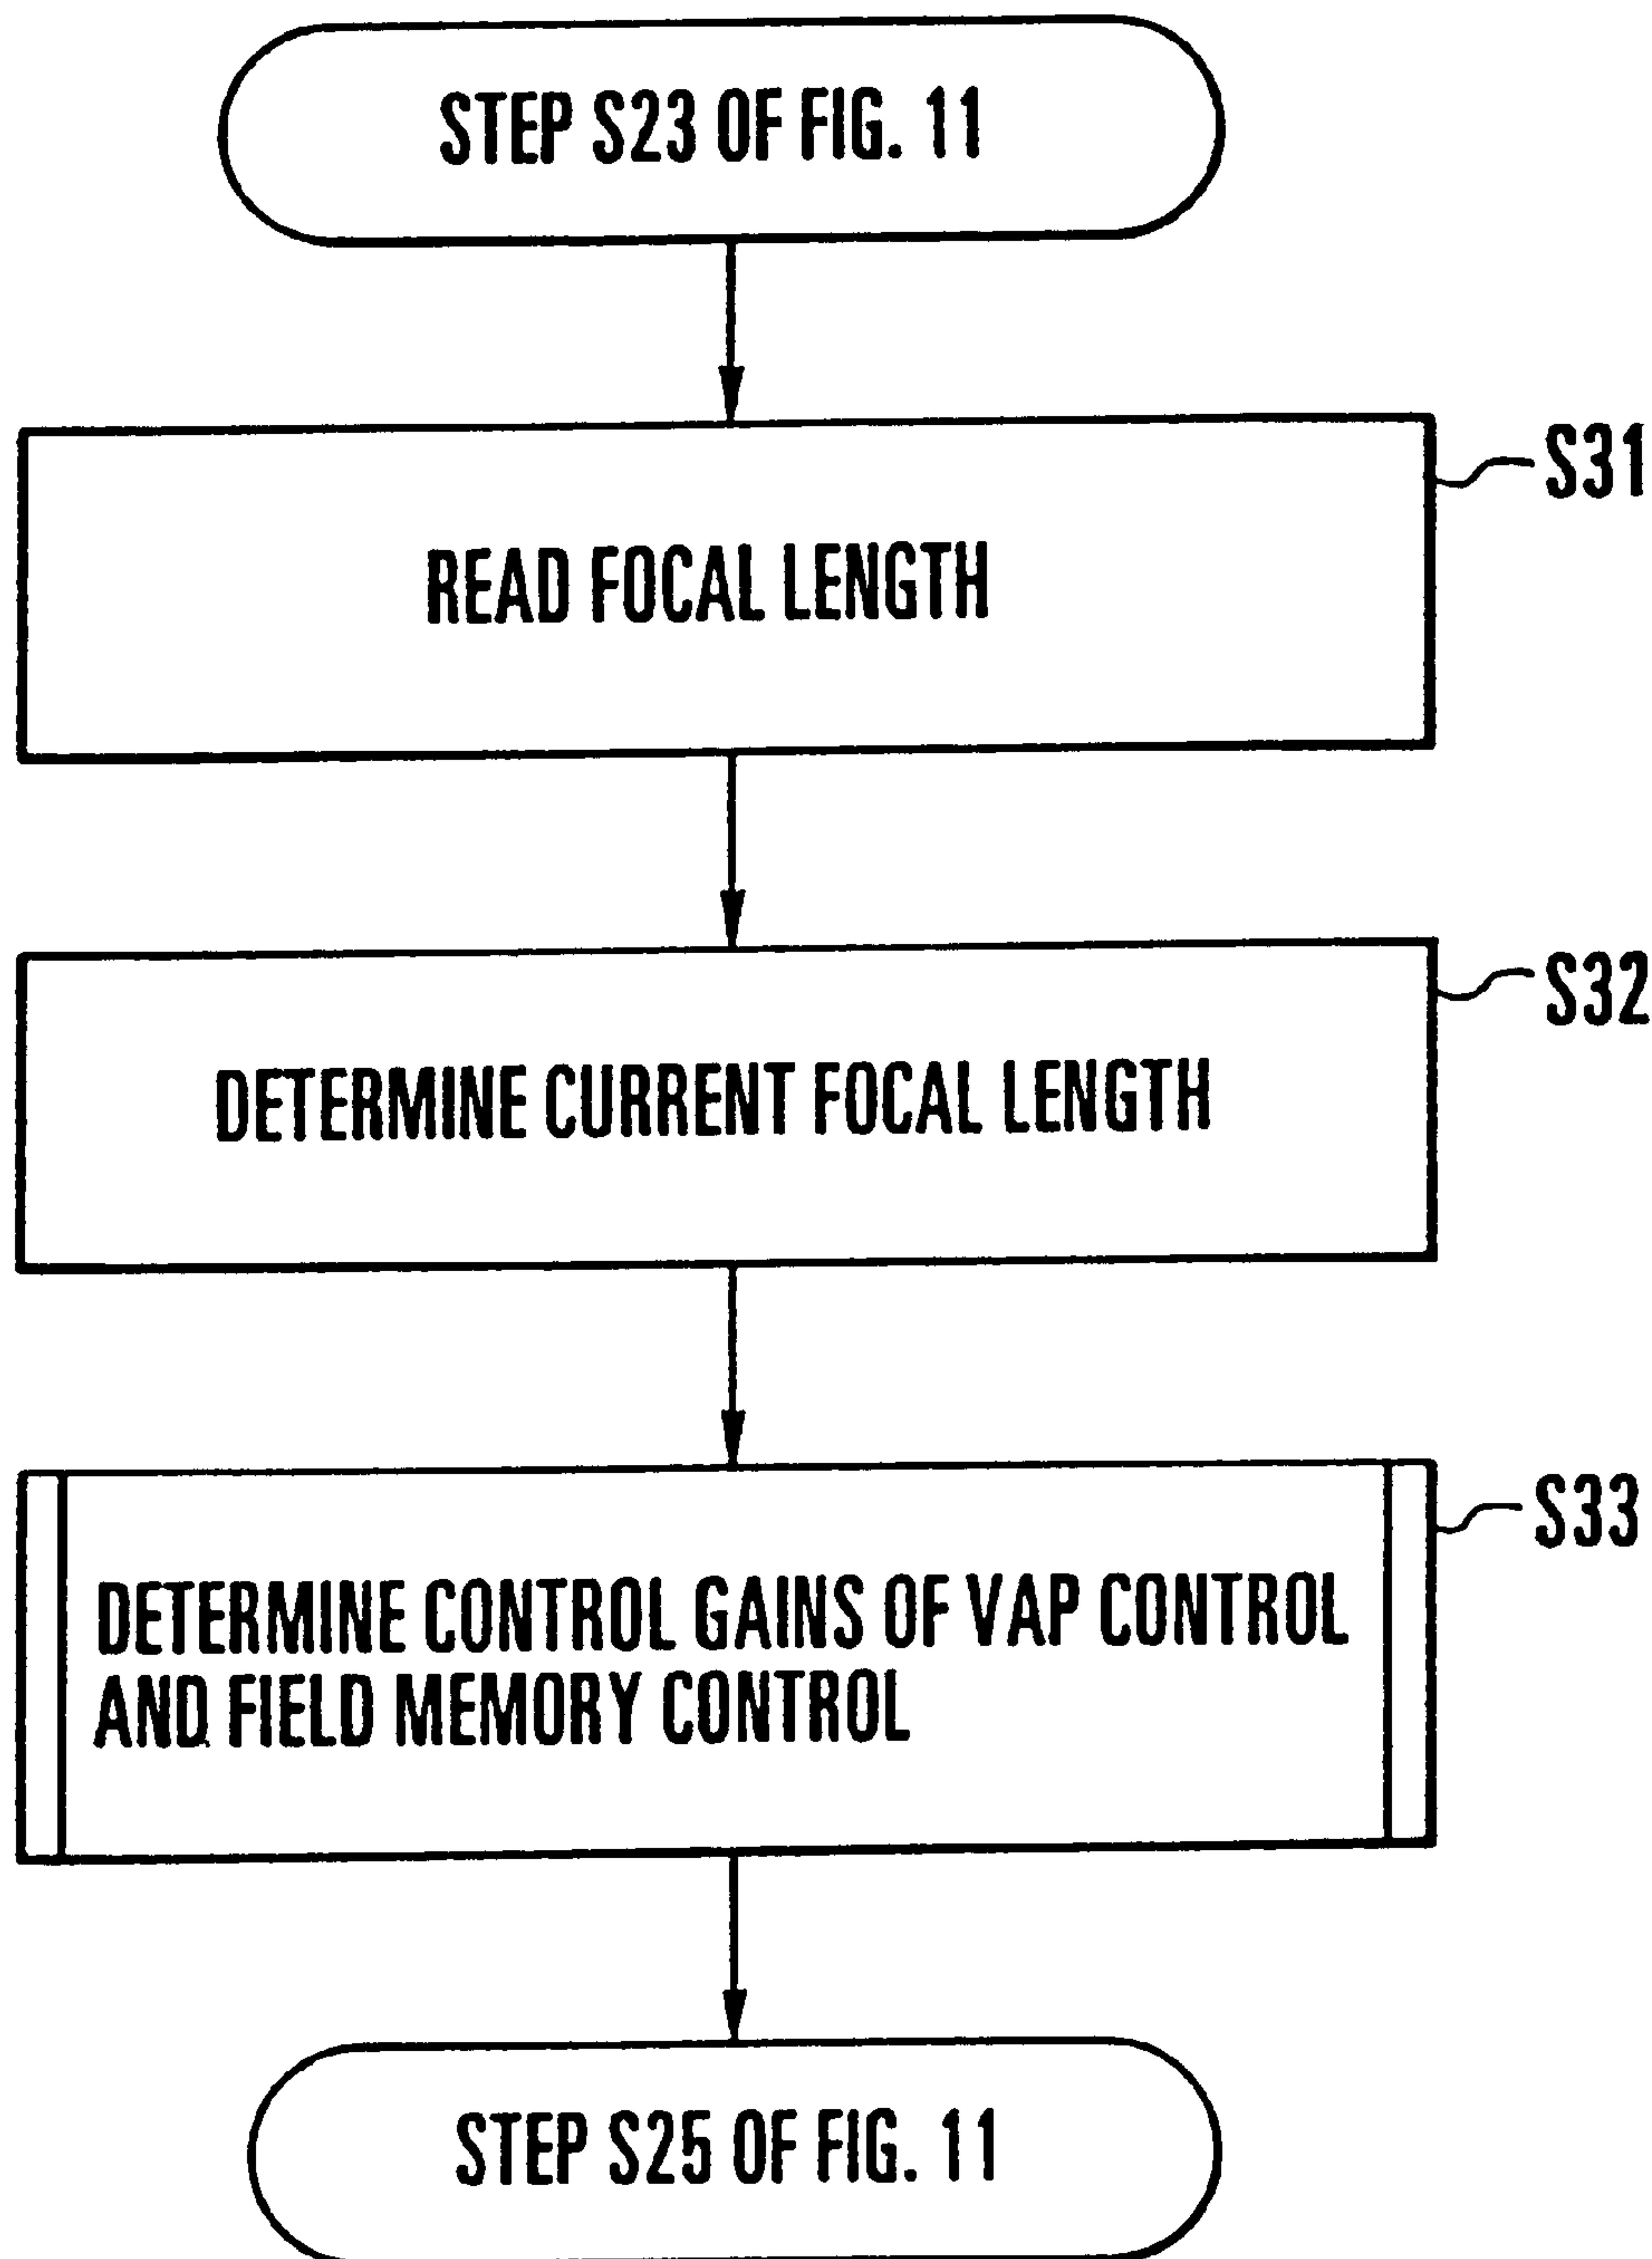 STEP S23 OF FIG. 11
S31
READ FOCAL LENGTH
S32
DETERMINE CURRENT FOCAL LENGTH
S33
DETERMINE CONTROL GAINS OF VAP CONTROL
AND FIELD MEMORY CONTROL
STEP S25 OF FIG. 11